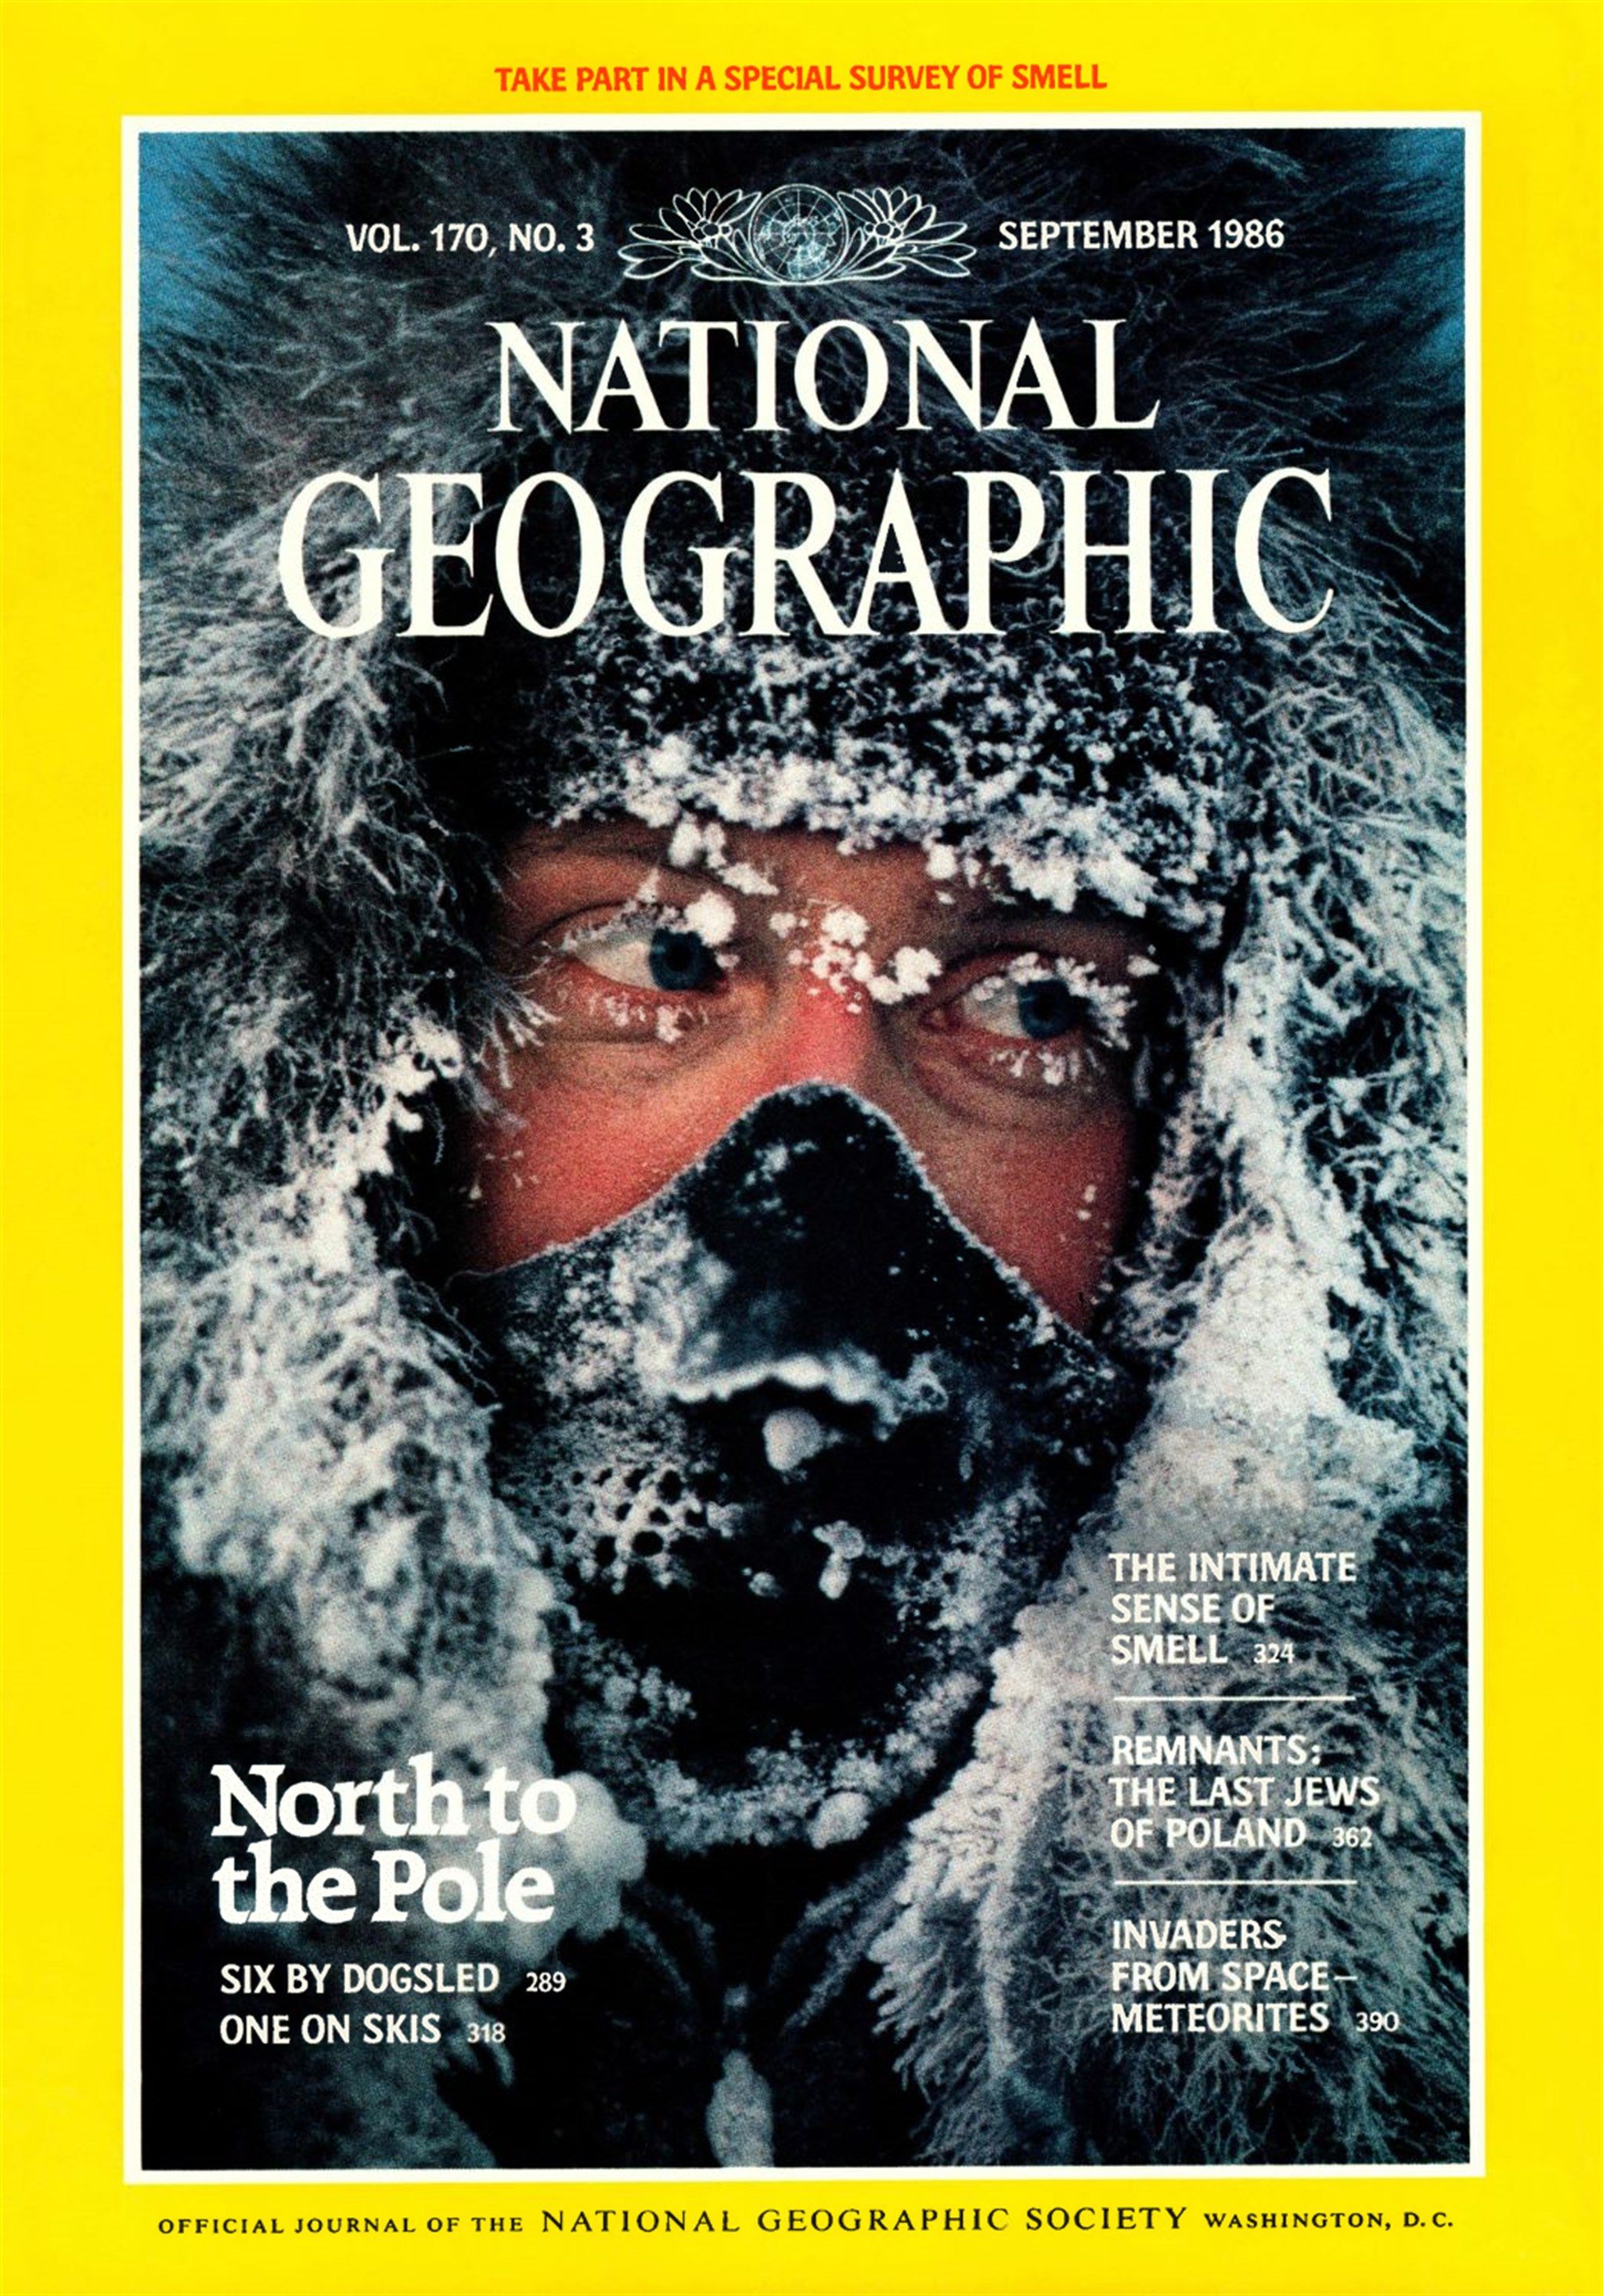 TAKE PART IN A SPECIAL SURVEY OF SMELL
VOL. 170, NO. 3
SEPTEMBER 1986
NATIONAL
GEOGRAPHIC
North to
the Pole
SIX BY DOGSLED 289
ONE ON SKIS 318
THE INTIMATE
SENSE OF
SMELL 324
REMNANTS:
THE LAST JEWS
OF POLAND 362
INVADERS
FROM SPACE—
METEORITES 390
OFFICIAL JOURNAL OF THE NATIONAL GEOGRAPHIC SOCIETY WASHINGTON, D.C.